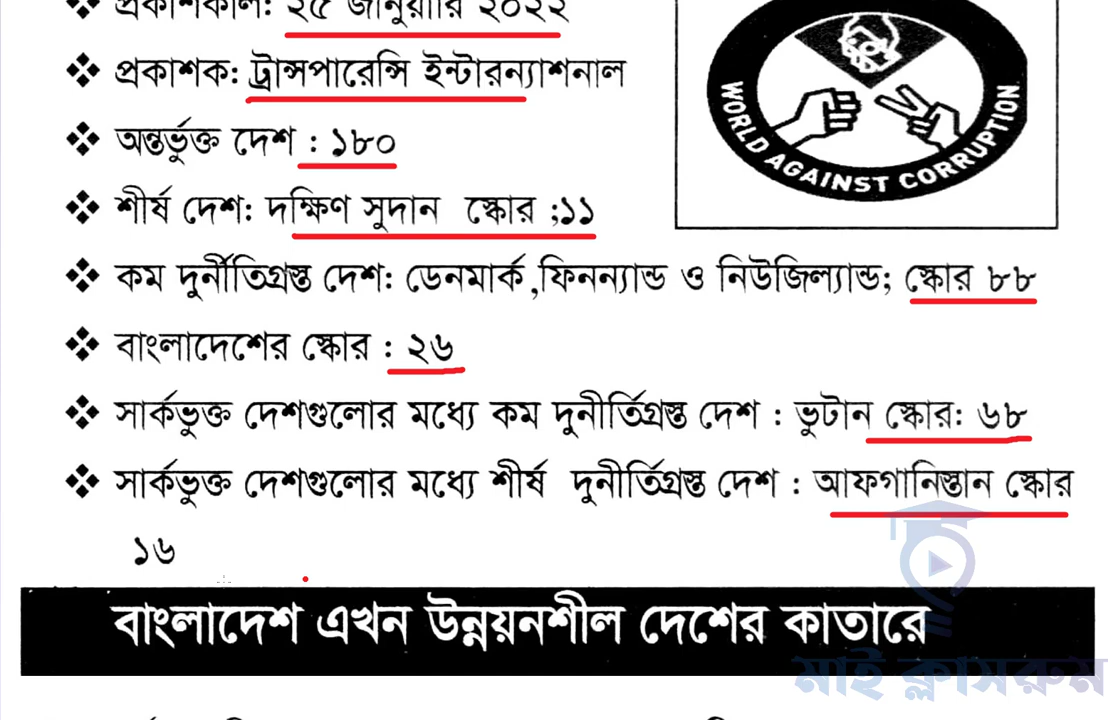 প্রকাশকাল: ২৫ জানুয়ারি ২০২২
❖ প্রকাশক: ট্রান্সপারেন্সি ইন্টারন্যাশনাল
❖ অন্তর্ভুক্ত দেশ : ১৮০
❖ শীর্ষ দেশ: দক্ষিণ সুদান স্কোর ;১১
❖ কম দুর্নীতিগ্রস্ত দেশ: ডেনমার্ক,ফিনন্যান্ড ও নিউজিল্যান্ড; স্কোর ৮৮
❖ বাংলাদেশের স্কোর : ২৬
❖ সার্কভুক্ত দেশগুলোর মধ্যে কম দুনীর্তিগ্রস্ত দেশ : ভুটান স্কোর: ৬৮
❖ সার্কভুক্ত দেশগুলোর মধ্যে শীর্ষ দুনীর্তিগ্রস্ত দেশ : আফগানিস্তান স্কোর
১৬
WORLD AGAINST CORRUPTION
বাংলাদেশ এখন উন্নয়নশীল দেশের কাতারে
মাই ক্লাসরুম